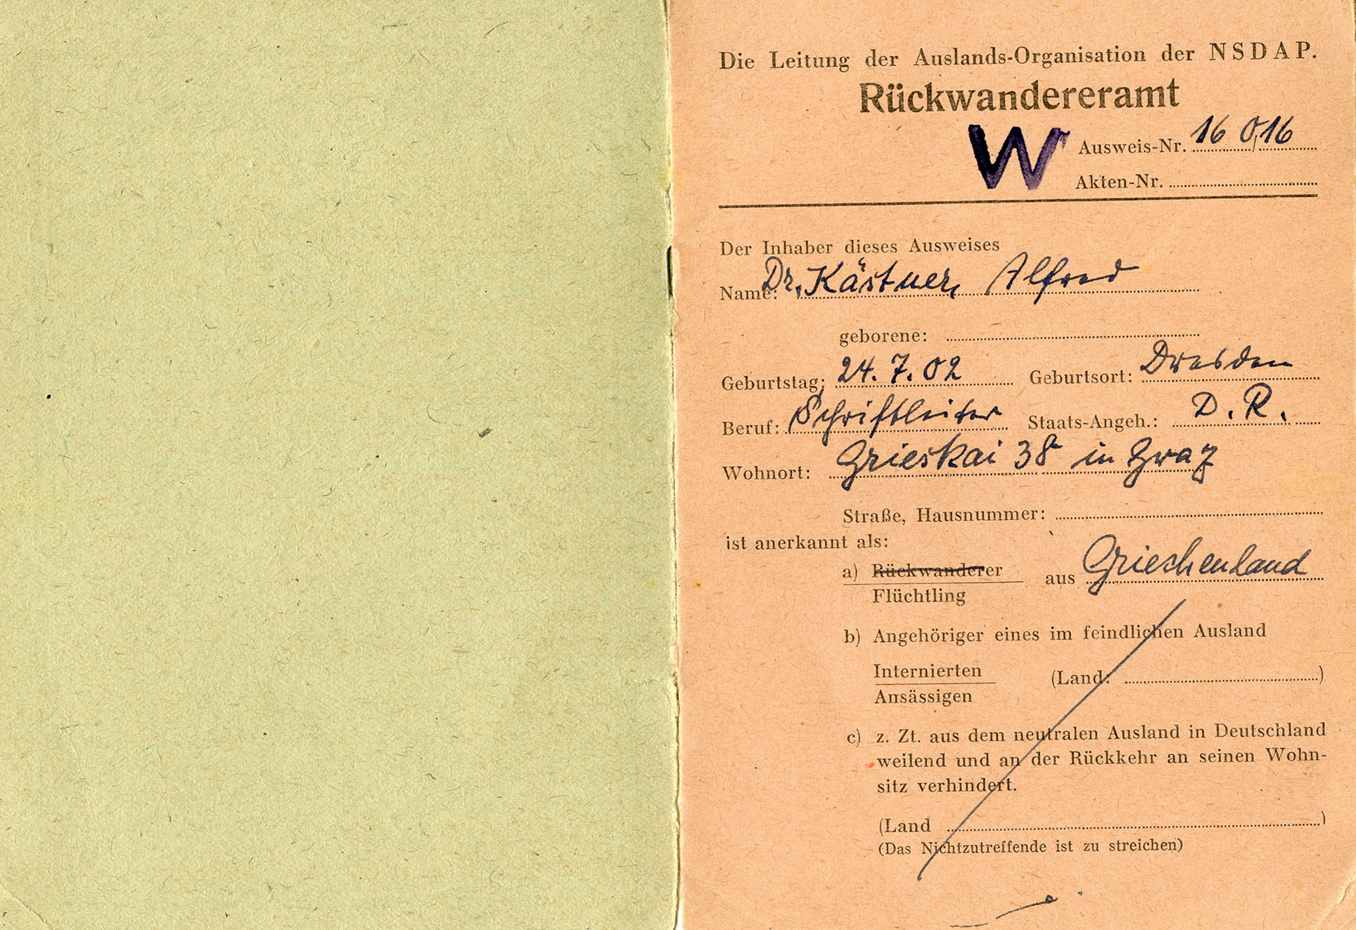 Die Leitung der Auslands-Organisation der NSDAP.
Rückwandereramt
W
Ausweis-Nr. 16 016
Akten-Nr.
Der Inhaber dieses Ausweises
Name: Dr. Kästner, Alfred
geborene:
Geburtstag: 24.7.02 Geburtsort: Dresden
Beruf: Schriftleiter Staats-Angeh.: D.R.
Wohnort: Grieskai 38 in Graz
Straße, Hausnummer:
ist anerkannt als:
a) Rückwanderer aus Griechenland
Flüchtling
b) Angehöriger eines im feindlichen Ausland
Internierten (Land: )
Ansässigen
c) z. Zt. aus dem neutralen Ausland in Deutschland
weilend und an der Rückkehr an seinen Wohn-
sitz verhindert.
(Land )
(Das Nichtzutreffende ist zu streichen)